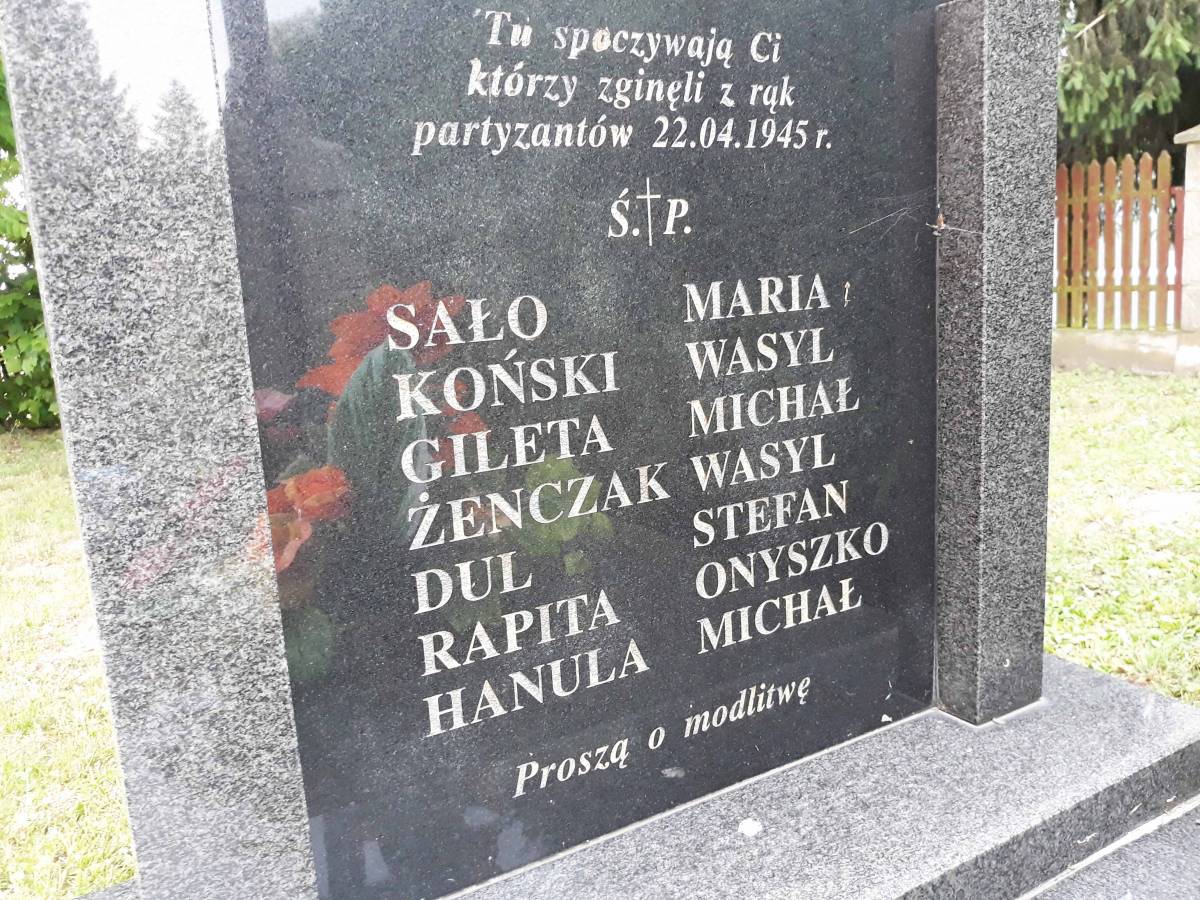 Tu spoczywają Ci
którzy zginęli z rąk
partyzantów 22.04.1945 r.
Ś.†P.
SAŁO MARIA
KOŃSKI WASYL
GILETA MICHAŁ
ŻENCZAK WASYL
DUL STEFAN
RAPITA ONYSZKO
HANULA MICHAŁ
Proszą o modlitwę